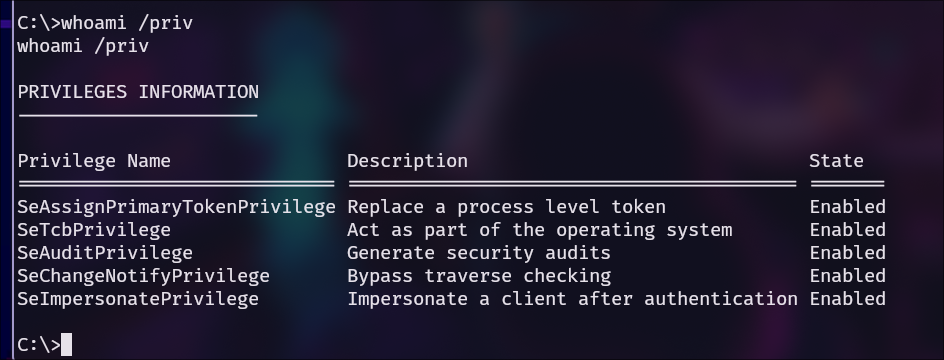 C:\>whoami /priv
whoami /priv
PRIVILEGES INFORMATION
Privilege Name Description State
SeAssignPrimaryTokenPrivilege Replace a process level token Enabled
SeTcbPrivilege Act as part of the operating system Enabled
SeAuditPrivilege Generate security audits Enabled
SeChangeNotifyPrivilege Bypass traverse checking Enabled
SeImpersonatePrivilege Impersonate a client after authentication Enabled
C:\>